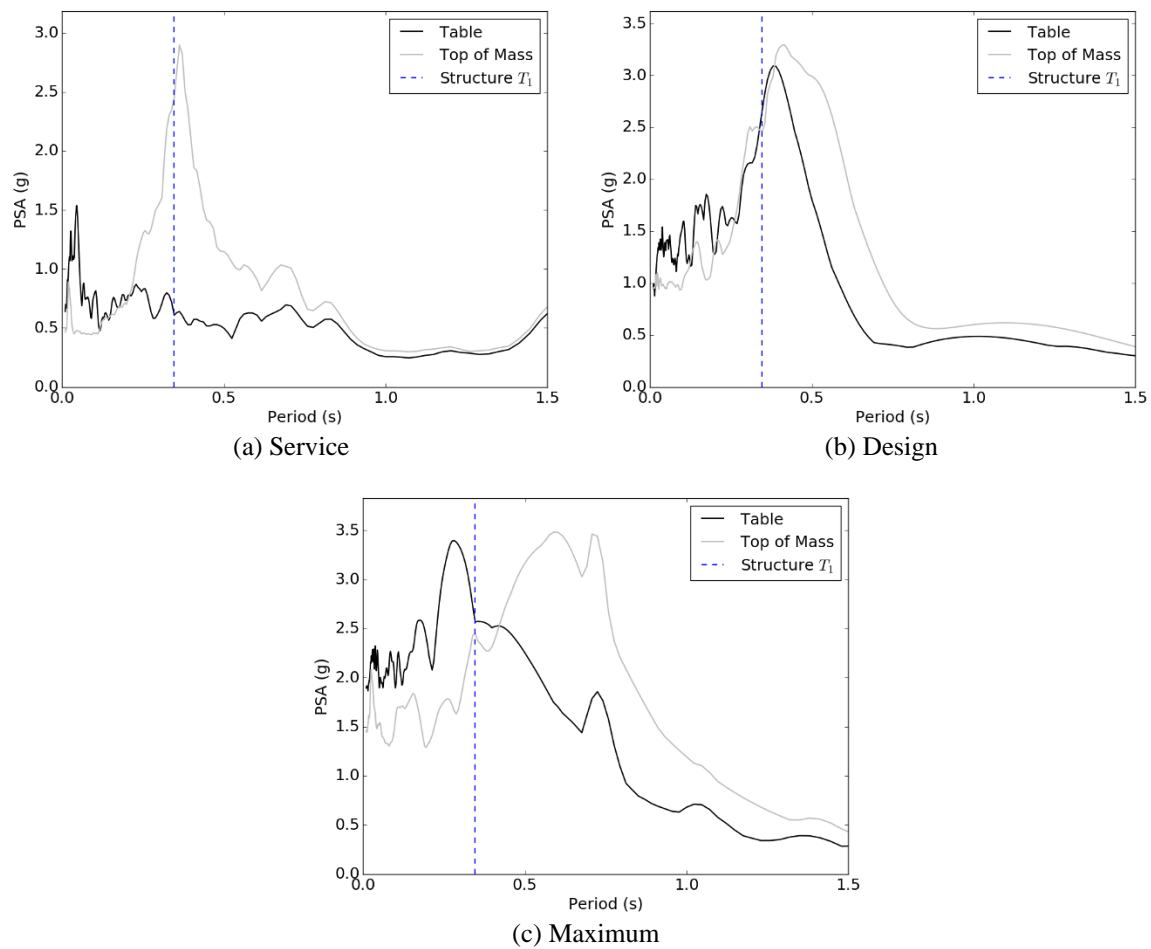 3.0
2.5
2.0
1.5
1.0
0.5
0.0
PSA (g)
Table
Top of Mass
Structure T1
0.0 0.5 1.0 1.5
Period (s)
(a) Service
3.5
3.0
2.5
2.0
1.5
1.0
0.5
0.0
PSA (g)
Table
Top of Mass
Structure T1
0.0 0.5 1.0 1.5
Period (s)
(b) Design
3.5
3.0
2.5
2.0
1.5
1.0
0.5
0.0
PSA (g)
Table
Top of Mass
Structure T1
0.0 0.5 1.0 1.5
Period (s)
(c) Maximum